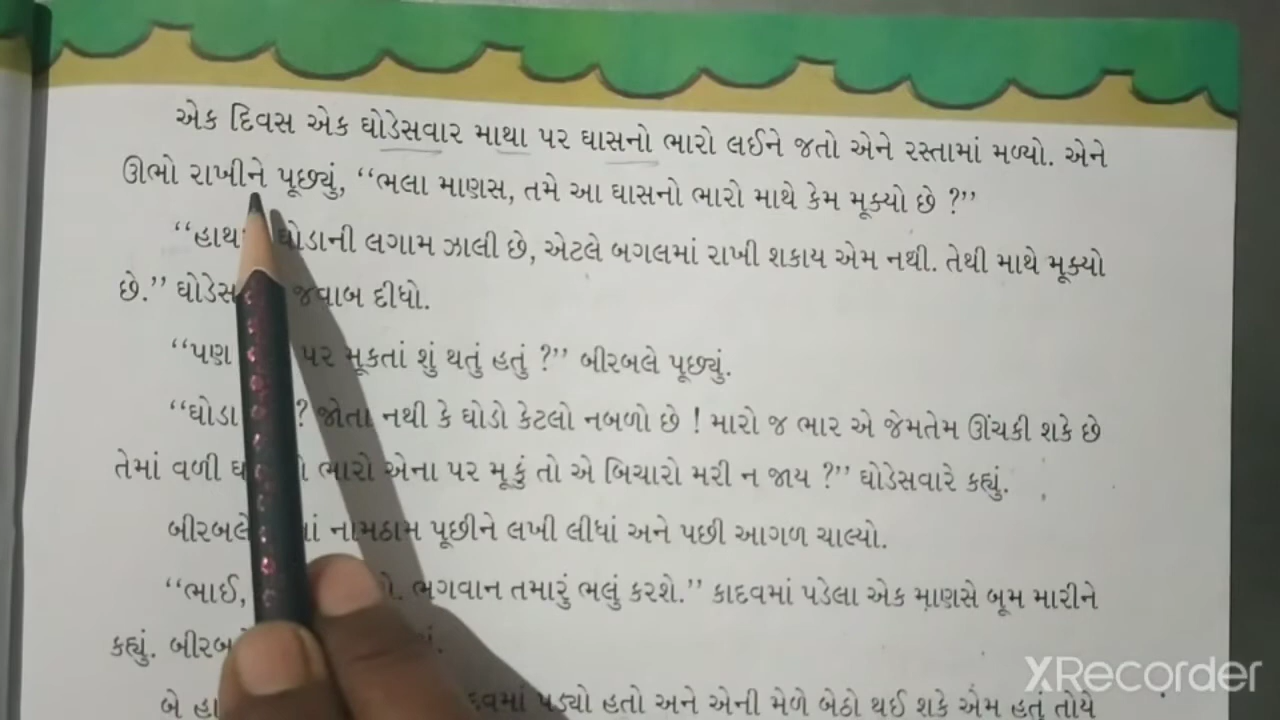 એક દિવસ એક ઘોડેસવાર માથા પર ઘાસનો ભારો લઈને જતો એને રસ્તામાં મળ્યો. એને
ઊભો રાખીને પૂછ્યું, “ભલા માણસ, તમે આ ઘાસનો ભારો માથે કેમ મૂક્યો છે ?”
“ઘોડાની લગામ ઝાલી છે, એટલે બગલમાં રાખી શકાય એમ નથી. તેથી માથે મૂક્યો
છે.” જવાબ દીધો.
“પણ પર મૂકતાં શું થતું હતું ?” બીરબલે પૂછ્યું.
“ઘોડા ? જોતા નથી કે ઘોડો કેટલો નબળો છે ! મારો જ ભાર એ જેમતેમ ઊંચકી શકે છે
તેમાં વળી ભારો એના પર મૂકું તો એ બિચારો મરી ન જાય ?” ઘોડેસવારે કહ્યું.
બીરબલે નામઠામ પૂછીને લખી લીધાં અને પછી આગળ ચાલ્યો.
“ભાઈ, ભગવાન તમારું ભલું કરશે.” કાદવમાં પડેલા એક માણસે બૂમ મારીને
કહ્યું.
બે પડ્યો હતો અને એની મેળે બેઠો થઈ શકે એમ હતું તોયે
XRecorder